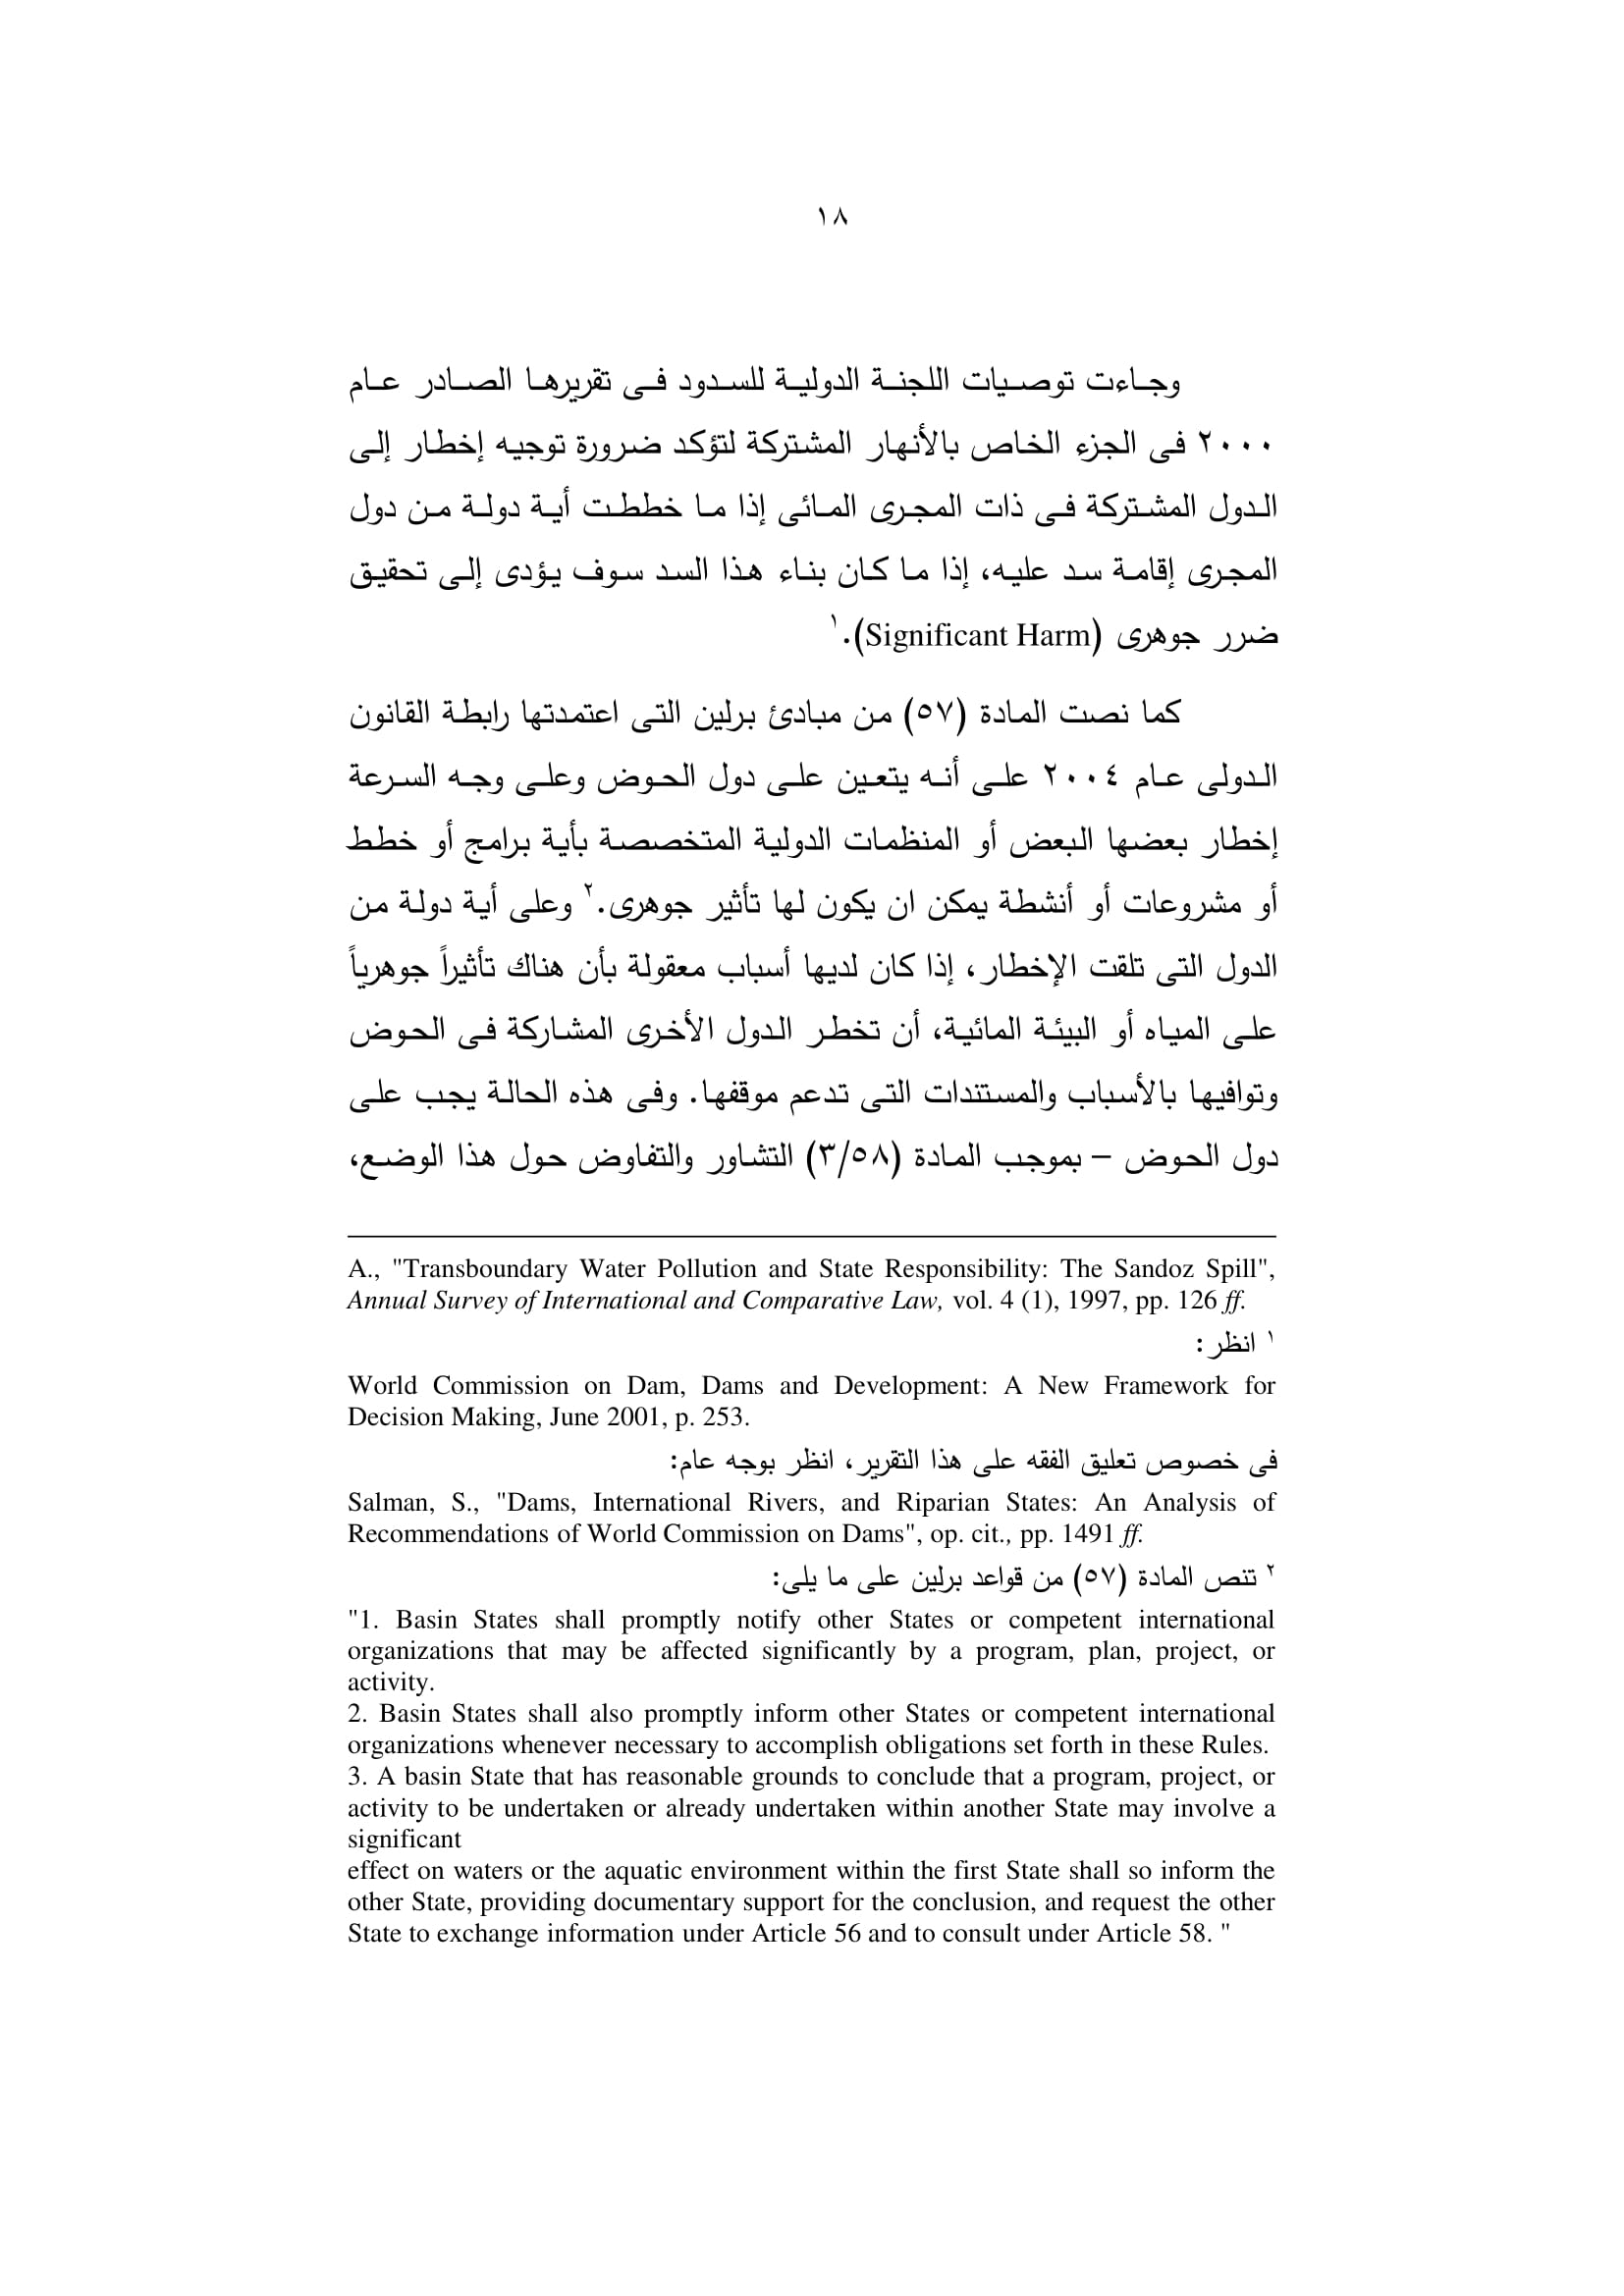 ١٨
وجاءت توصيات اللجنة الدولية للسدود فى تقريرها الصادر عام
٢٠٠٠ فى الجزء الخاص بالأنهار المشتركة لتؤكد ضرورة توجيه إخطار إلى
الدول المشتركة فى ذات المجرى المائى إذا ما خططت أية دولة من دول
المجرى إقامة سد عليه، إذا ما كان بناء هذا السد سوف يؤدى إلى تحقيق
ضرر جوهرى (Significant Harm).١
كما نصت المادة (٥٧) من مبادئ برلين التى اعتمدتها رابطة القانون
الدولى عام ٢٠٠٤ على أنه يتعين على دول الحوض وعلى وجه السرعة
إخطار بعضها البعض أو المنظمات الدولية المتخصصة بأية برامج أو خطط
أو مشروعات أو أنشطة يمكن ان يكون لها تأثير جوهرى.٢ وعلى أية دولة من
الدول التى تلقت الإخطار، إذا كان لديها أسباب معقولة بأن هناك تأثيراً جوهرياً
على المياه أو البيئة المائية، أن تخطر الدول الأخرى المشاركة فى الحوض
وتوافيها بالأسباب والمستندات التى تدعم موقفها. وفى هذه الحالة يجب على
دول الحوض – بموجب المادة (٣/٥٨) التشاور والتفاوض حول هذا الوضع،
A., "Transboundary Water Pollution and State Responsibility: The Sandoz Spill",
Annual Survey of International and Comparative Law, vol. 4 (1), 1997, pp. 126 ff.
١ انظر:
World Commission on Dam, Dams and Development: A New Framework for
Decision Making, June 2001, p. 253.
فى خصوص تعليق الفقه على هذا التقرير، انظر بوجه عام:
Salman, S., "Dams, International Rivers, and Riparian States: An Analysis of
Recommendations of World Commission on Dams", op. cit., pp. 1491 ff.
٢ تنص المادة (٥٧) من قواعد برلين على ما يلى:
"1. Basin States shall promptly notify other States or competent international
organizations that may be affected significantly by a program, plan, project, or
activity.
2. Basin States shall also promptly inform other States or competent international
organizations whenever necessary to accomplish obligations set forth in these Rules.
3. A basin State that has reasonable grounds to conclude that a program, project, or
activity to be undertaken or already undertaken within another State may involve a
significant
effect on waters or the aquatic environment within the first State shall so inform the
other State, providing documentary support for the conclusion, and request the other
State to exchange information under Article 56 and to consult under Article 58. "